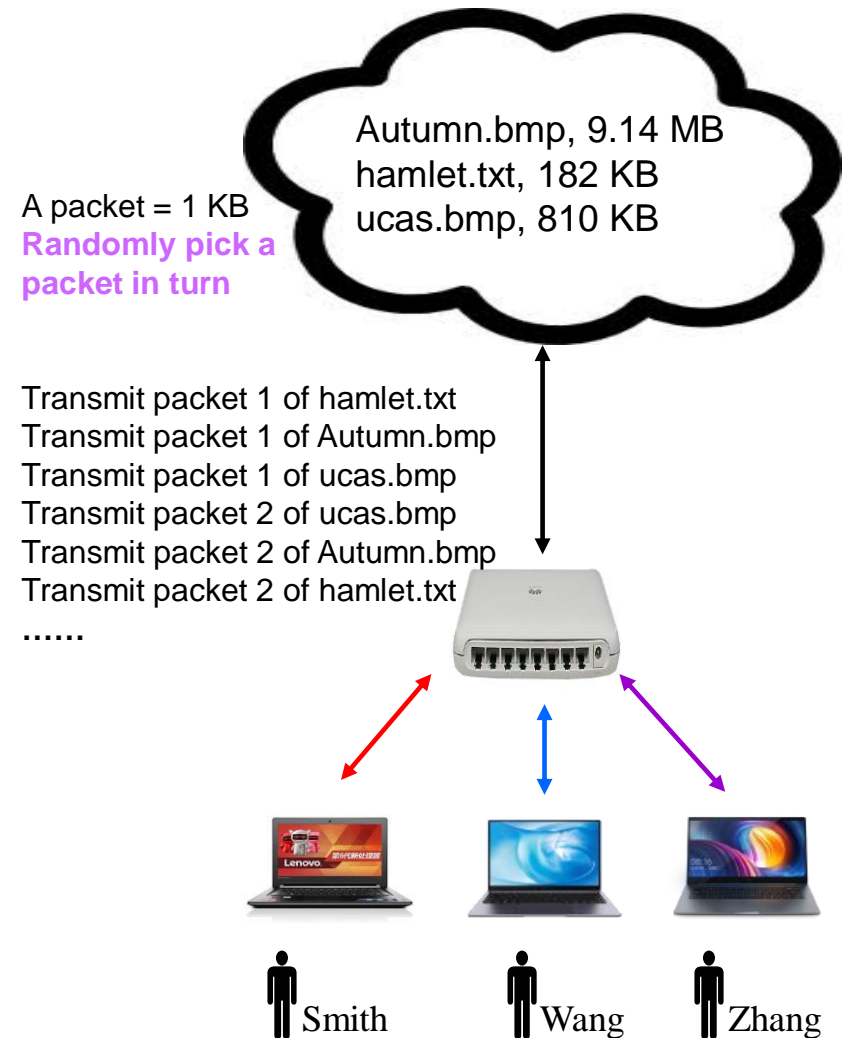 Autumn.bmp, 9.14 MB
hamlet.txt, 182 KB
ucas.bmp, 810 KB
A packet = 1 KB
Randomly pick a
packet in turn
Transmit packet 1 of hamlet.txt
Transmit packet 1 of Autumn.bmp
Transmit packet 1 of ucas.bmp
Transmit packet 2 of ucas.bmp
Transmit packet 2 of Autumn.bmp
Transmit packet 2 of hamlet.txt
……
Lenovo
08:16
Smith
Wang
Zhang